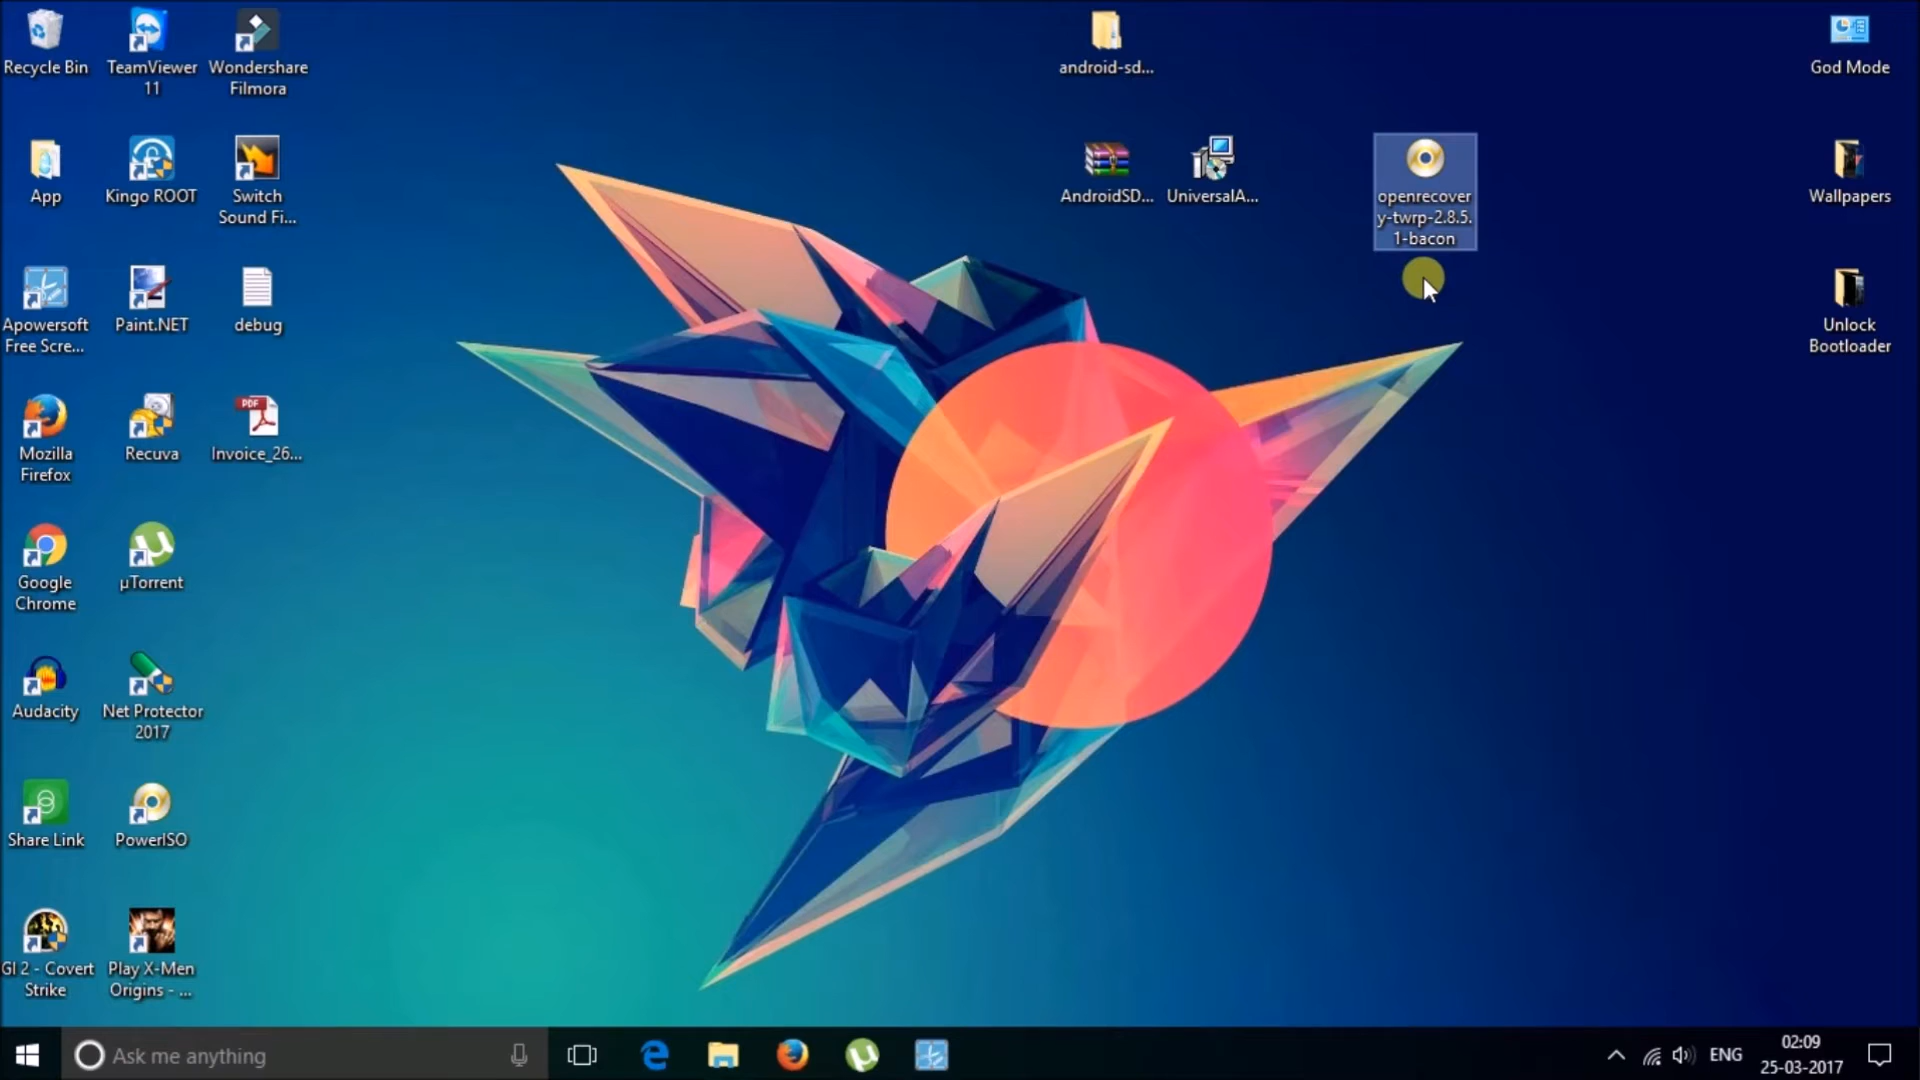 Recycle Bin
TeamViewer
11
Wondershare
Filmora
android-sd...
God Mode
App
Kingo ROOT
Switch
Sound Fi...
AndroidSD...
UniversalA...
openrecover
y-twrp-2.8.5.
1-bacon
Wallpapers
Apowersoft
Free Scre...
Paint.NET
debug
Unlock
Bootloader
Mozilla
Firefox
Recuva
PDF
Invoice_26...
Google
Chrome
µTorrent
Audacity
Net Protector
2017
Share Link
PowerISO
GI 2 - Covert
Strike
Play X-Men
Origins - ...
Ask me anything
ENG
02:09
25-03-2017